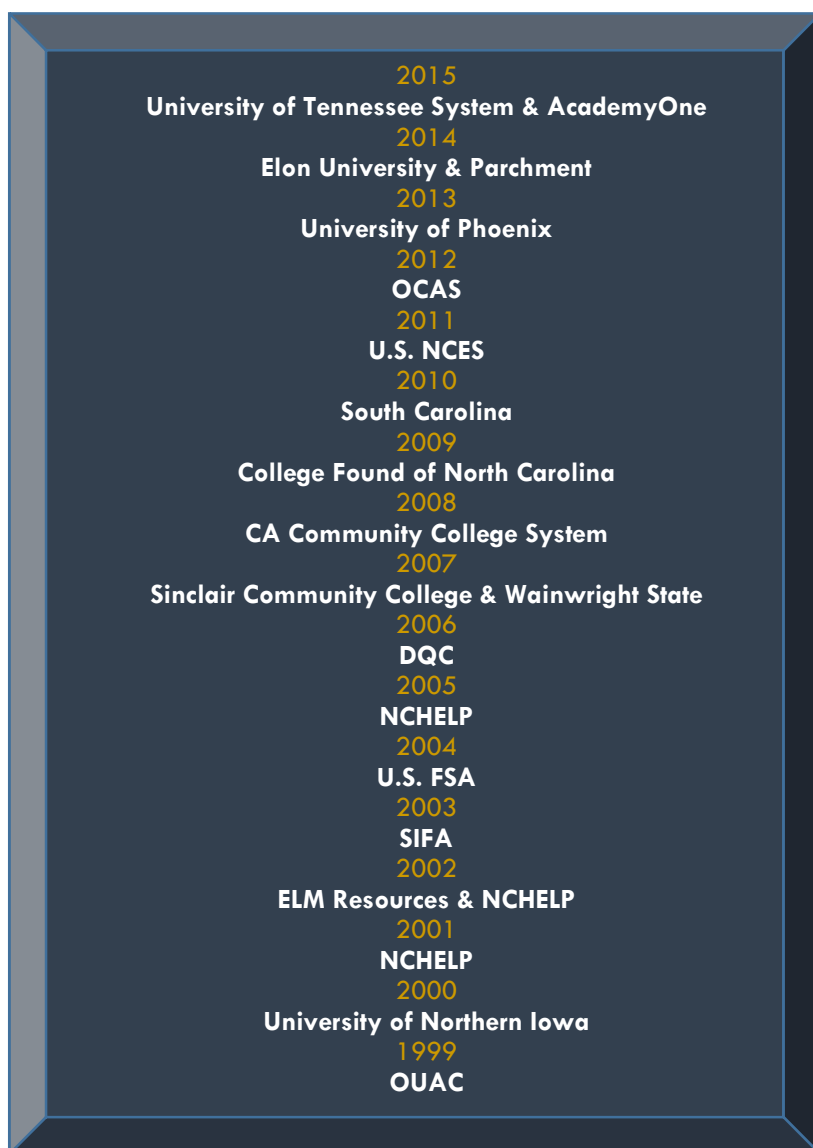 2015
University of Tennessee System & AcademyOne
2014
Elon University & Parchment
2013
University of Phoenix
2012
OCAS
2011
U.S. NCES
2010
South Carolina
2009
College Found of North Carolina
2008
CA Community College System
2007
Sinclair Community College & Wainwright State
2006
DQC
2005
NCHELP
2004
U.S. FSA
2003
SIFA
2002
ELM Resources & NCHELP
2001
NCHELP
2000
University of Northern Iowa
1999
OUAC